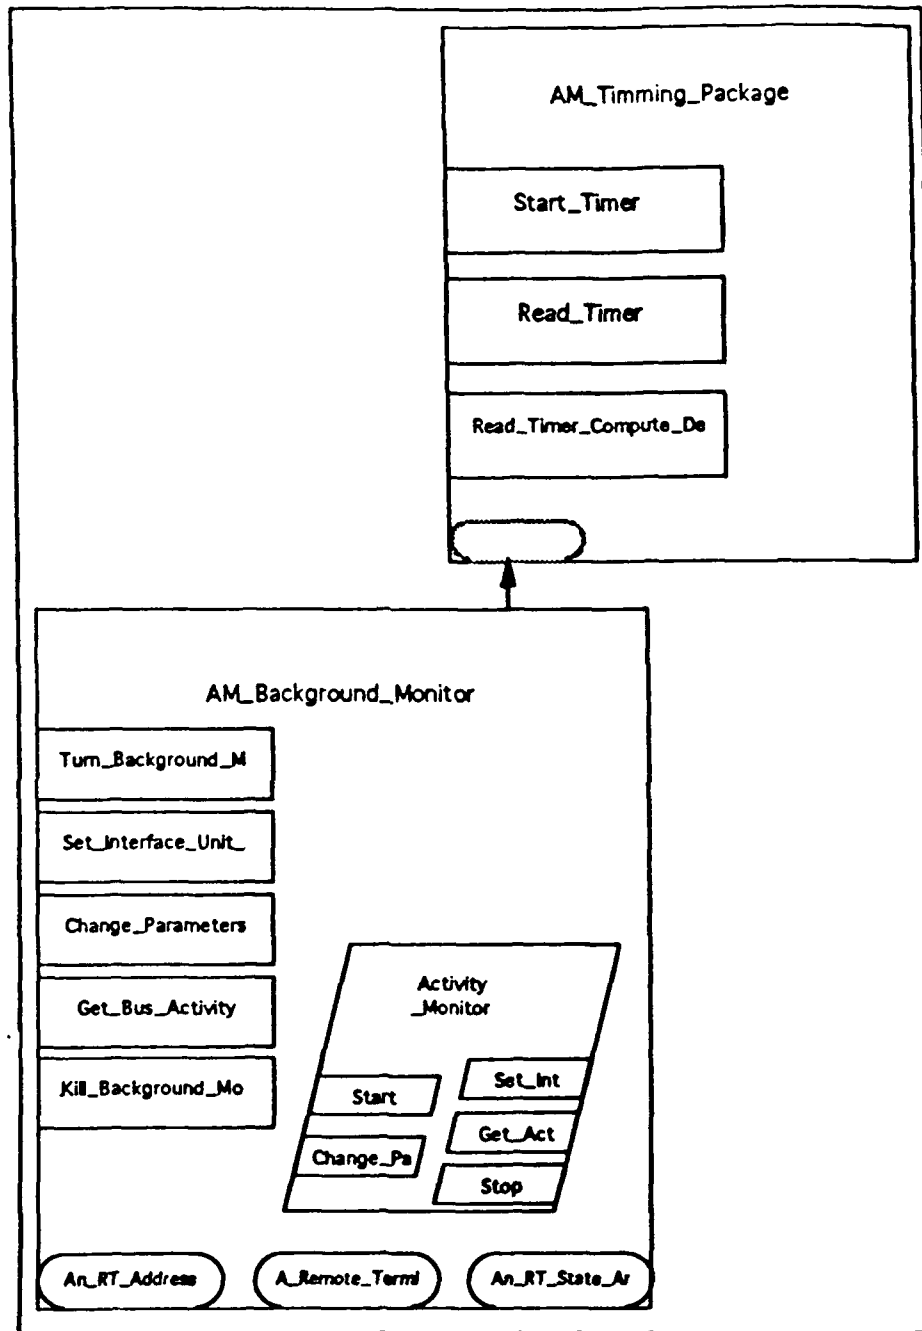 AM_Timming_Package
Start_Timer
Read_Timer
Read_Timer_Compute_De
AM_Background_Monitor
Turn_Background_M
Set_Interface_Unit_
Change_Parameters
Get_Bus_Activity
Kill_Background_Mo
Activity
_Monitor
Start
Change_Pa
Set_Int
Get_Act
Stop
An_RT_Address
A_Remote_Termi
An_RT_State_Ar